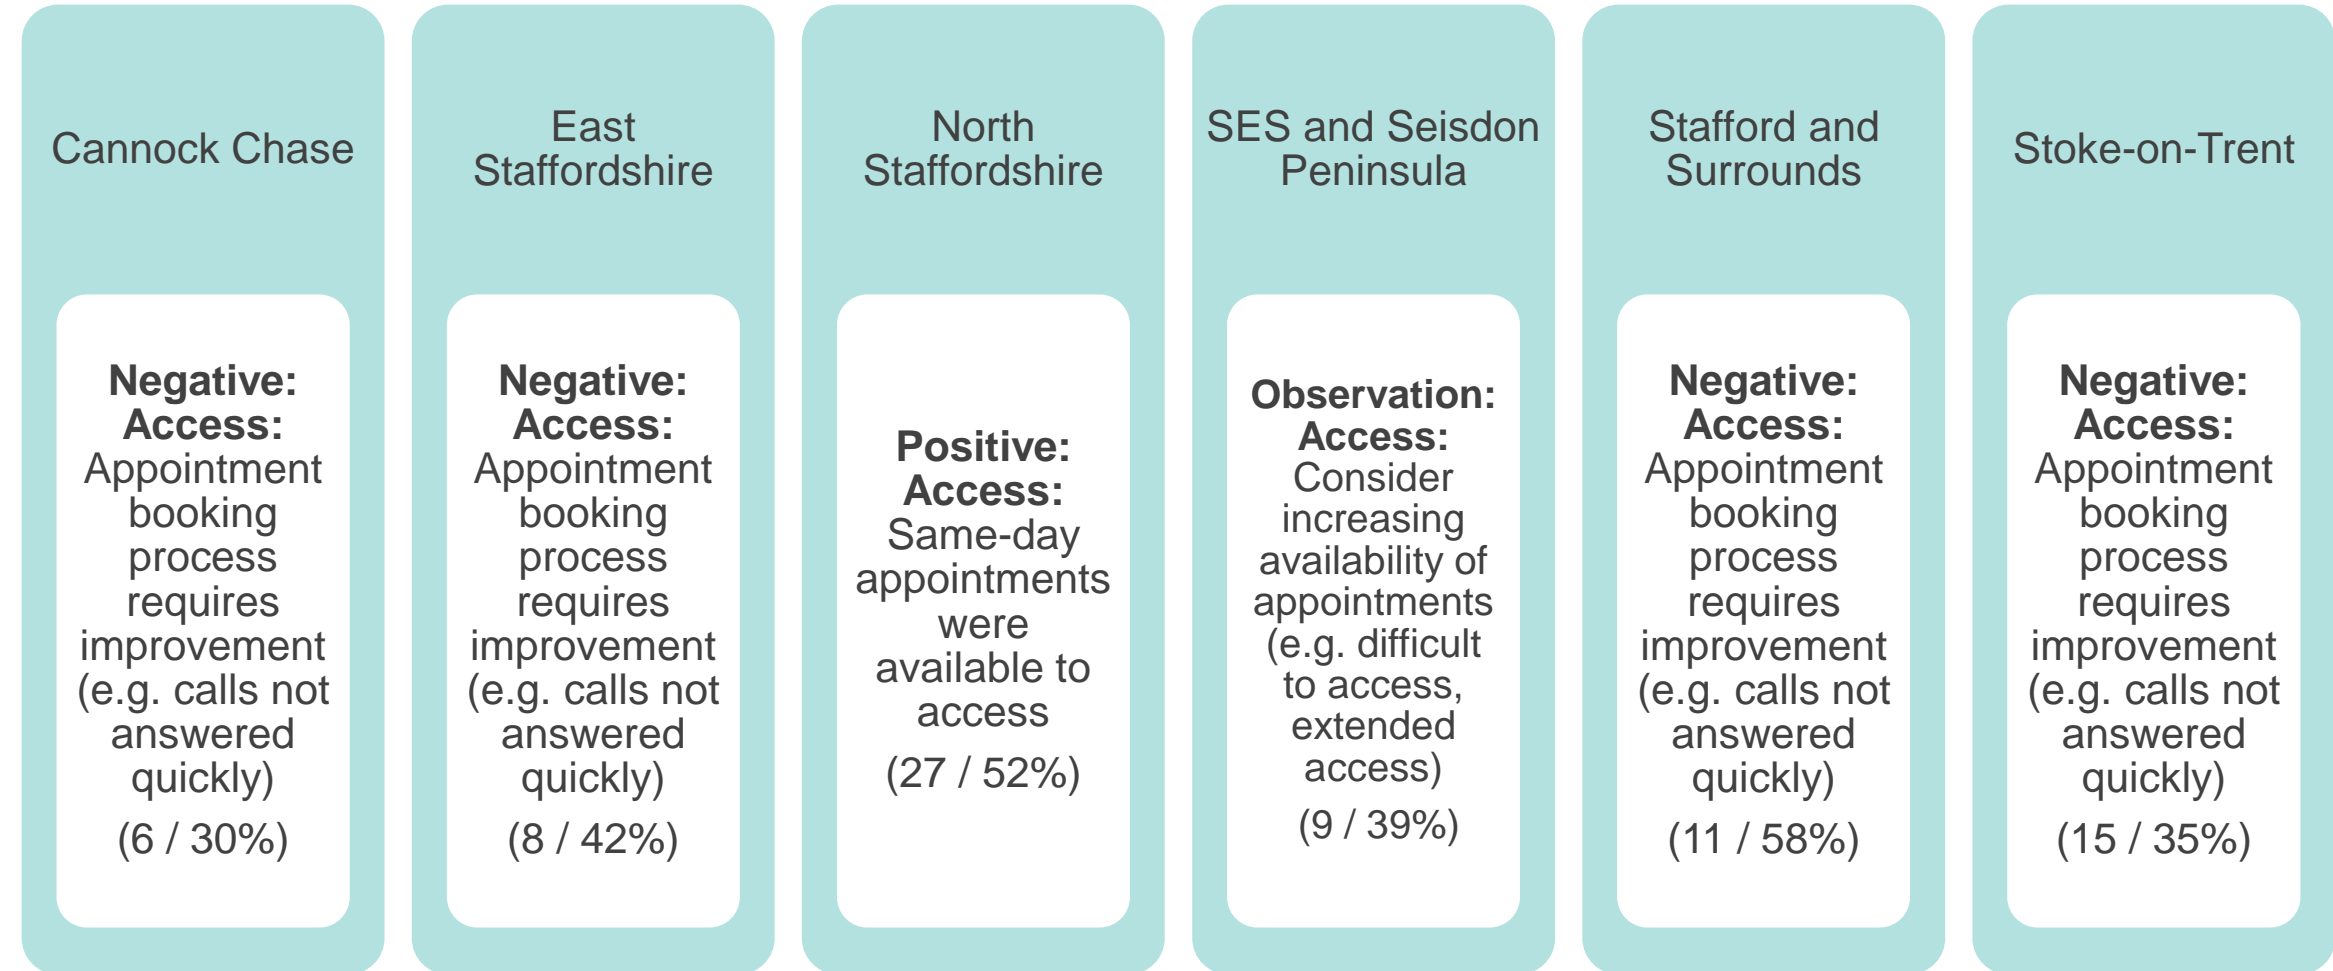 Cannock Chase
Negative:
Access:
Appointment
booking
process
requires
improvement
(e.g. calls not
answered
quickly)
(6 / 30%)
East
Staffordshire
Negative:
Access:
Appointment
booking
process
requires
improvement
(e.g. calls not
answered
quickly)
(8 / 42%)
North
Staffordshire
Positive:
Access:
Same-day
appointments
were
available to
access
(27 / 52%)
SES and Seisdon
Peninsula
Observation:
Access:
Consider
increasing
availability of
appointments
(e.g. difficult
to access,
extended
access)
(9 / 39%)
Stafford and
Surrounds
Negative:
Access:
Appointment
booking
process
requires
improvement
(e.g. calls not
answered
quickly)
(11 / 58%)
Stoke-on-Trent
Negative:
Access:
Appointment
booking
process
requires
improvement
(e.g. calls not
answered
quickly)
(15 / 35%)